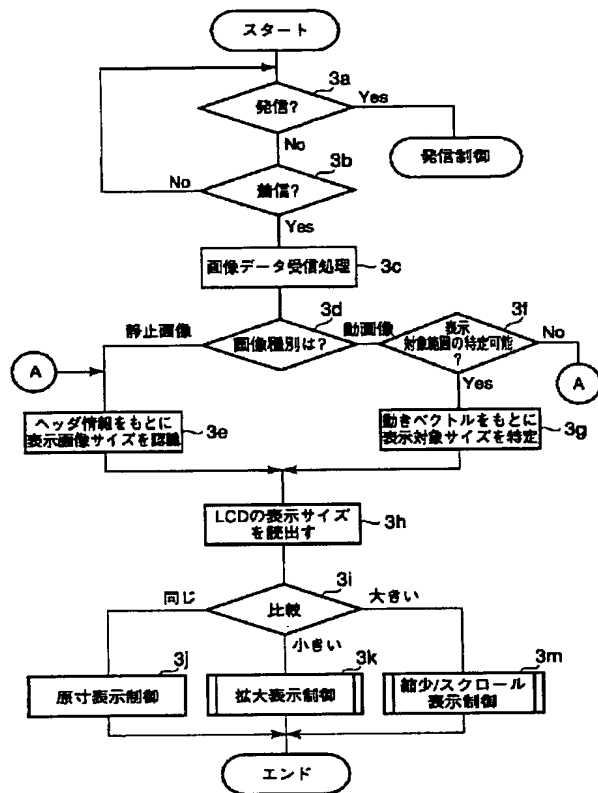 スタート
3a
発信?
Yes
No
発信制御
3b
No
着信?
Yes
画像データ受信処理
3c
3d
静止画像
画像種別は?
動画像
3f
表示
対象範囲の特定可能
?
No
A
A
Yes
ヘッダ情報をもとに
表示画像サイズを認識
3e
動きベクトルをもとに
表示対象サイズを特定
3g
LCDの表示サイズ
を読出す
3h
3i
同じ
比較
大きい
小さい
3j
原寸表示制御
3k
拡大表示制御
3m
縮少/スクロール
表示制御
エンド